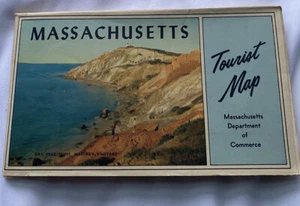 MASSACHUSETTS
Tourist
Map
Massachusetts
Department
of
Commerce